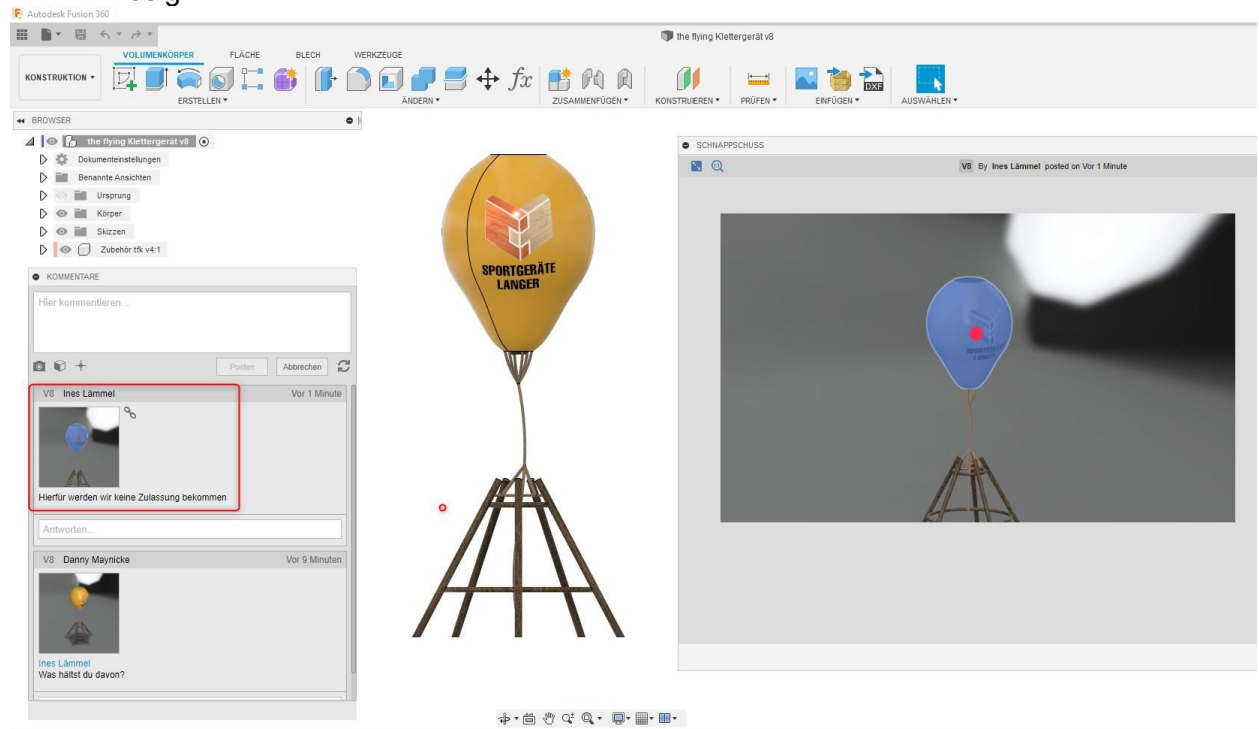 Autodesk Fusion 360
the flying Klettergerät v8
VOLUMENKÖRPER FLÄCHE BLECH WERKZEUGE
KONSTRUKTION
fx
DXF
ERSTELLEN ÄNDERN ZUSAMMENFÜGEN KONSTRUIEREN PRÜFEN EINFÜGEN AUSWÄHLEN
BROWSER
the flying Klettergerät v8
Dokumenteinstellungen
Benannte Ansichten
Ursprung
Körper
Skizzen
Zubehör tfk v4:1
KOMMENTARE
Hier kommentieren...
Posten Abbrechen
V8 Ines Lämmel Vor 1 Minute
Hierfür werden wir keine Zulassung bekommen
Antworten...
V8 Danny Maynicke Vor 9 Minuten
Ines Lämmel
Was hältst du davon?
SPORTGERÄTE
LANGER
SCHNAPPSCHUSS
V8 By Ines Lämmel posted on Vor 1 Minute
SPORTGERÄTE
LANGER